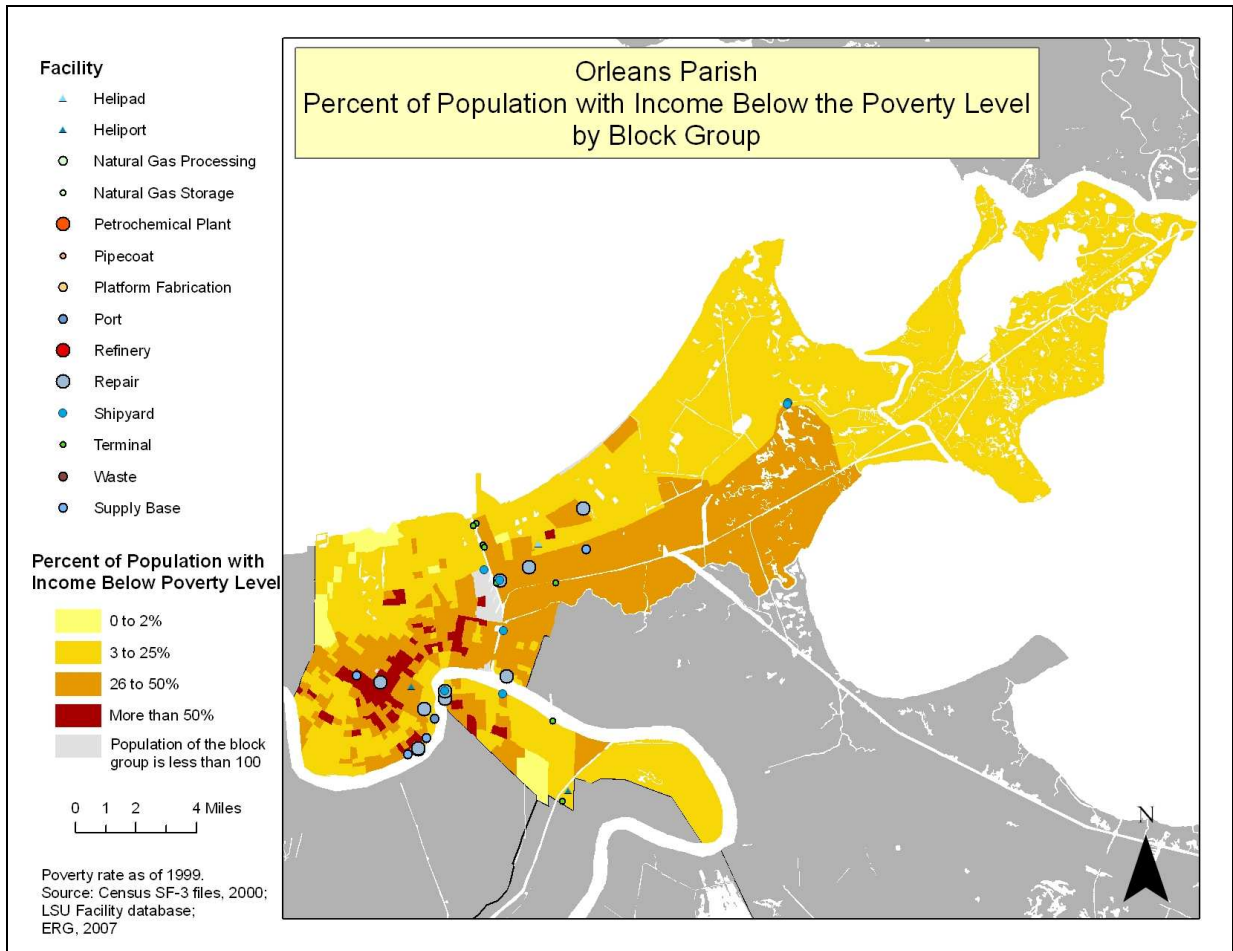 Orleans Parish
Percent of Population with Income Below the Poverty Level
by Block Group
Facility
Helipad
Heliport
Natural Gas Processing
Natural Gas Storage
Petrochemical Plant
Pipecoat
Platform Fabrication
Port
Refinery
Repair
Shipyard
Terminal
Waste
Supply Base
Percent of Population with
Income Below Poverty Level
0 to 2%
3 to 25%
26 to 50%
More than 50%
Population of the block
group is less than 100
0 1 2 4 Miles
Poverty rate as of 1999.
Source: Census SF-3 files, 2000;
LSU Facility database;
ERG, 2007
N